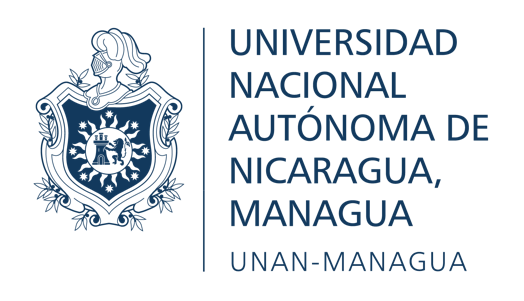 UNIVERSIDAD
NACIONAL
AUTÓNOMA DE
NICARAGUA,
MANAGUA
UNAN-MANAGUA